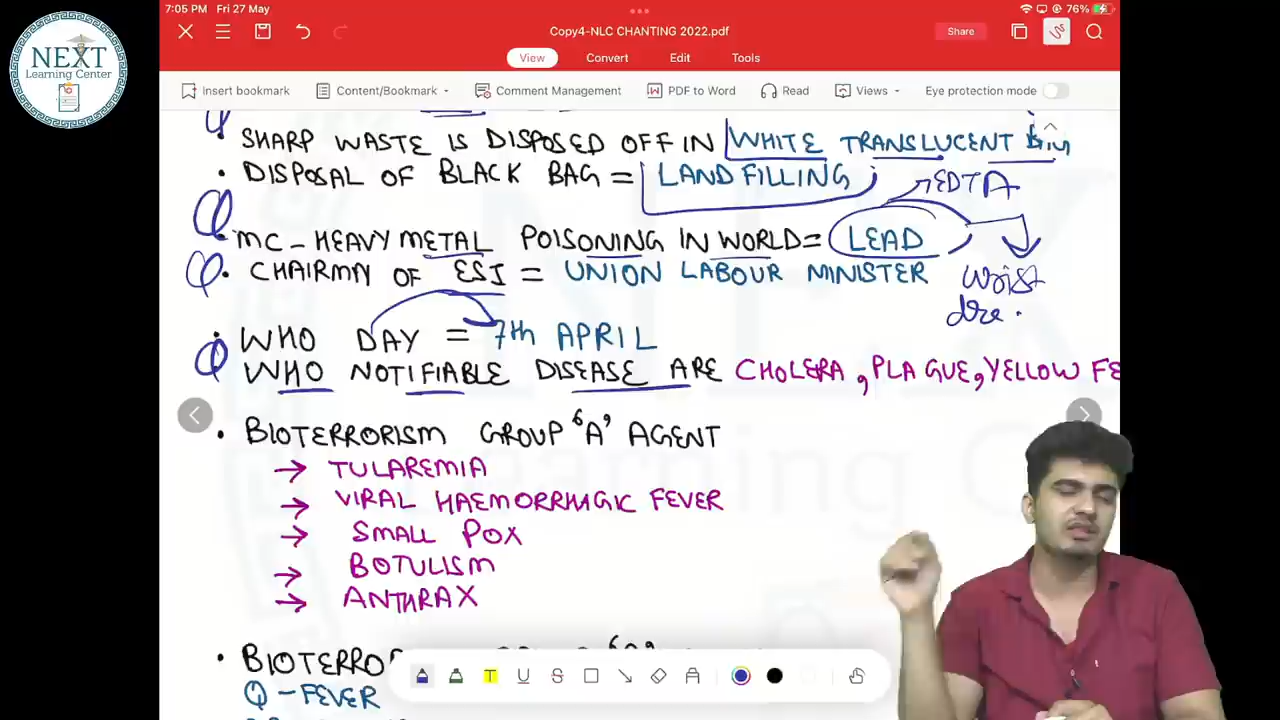 7:05 PM Fri 27 May
76%
NEXT
Learning Center
Copy4-NLC CHANTING 2022.pdf
Share
View Convert Edit Tools
Insert bookmark Content/Bookmark Comment Management PDF to Word Read Views Eye protection mode
• SHARP WASTE IS DISPOSED OFF IN WHITE TRANSLUCENT
• DISPOSAL OF BLACK BAG = LAND FILLING
EDTA
Q
• MC - HEAVY METAL POISONING IN WORLD = LEAD
Q • CHAIRMN OF ESI = UNION LABOUR MINISTER
Wrist
• WHO DAY = 7th APRIL
Q WHO NOTIFIABLE DISEASE ARE CHOLERA, PLAGUE, YELLOW FE
• BIOTERRORISM GROUP 'A' AGENT
→ TULAREMIA
→ VIRAL HAEMORRHAGIC FEVER
→ SMALL POX
→ BOTULISM
→ ANTHRAX
• BIOTERRO
Q - FEVER